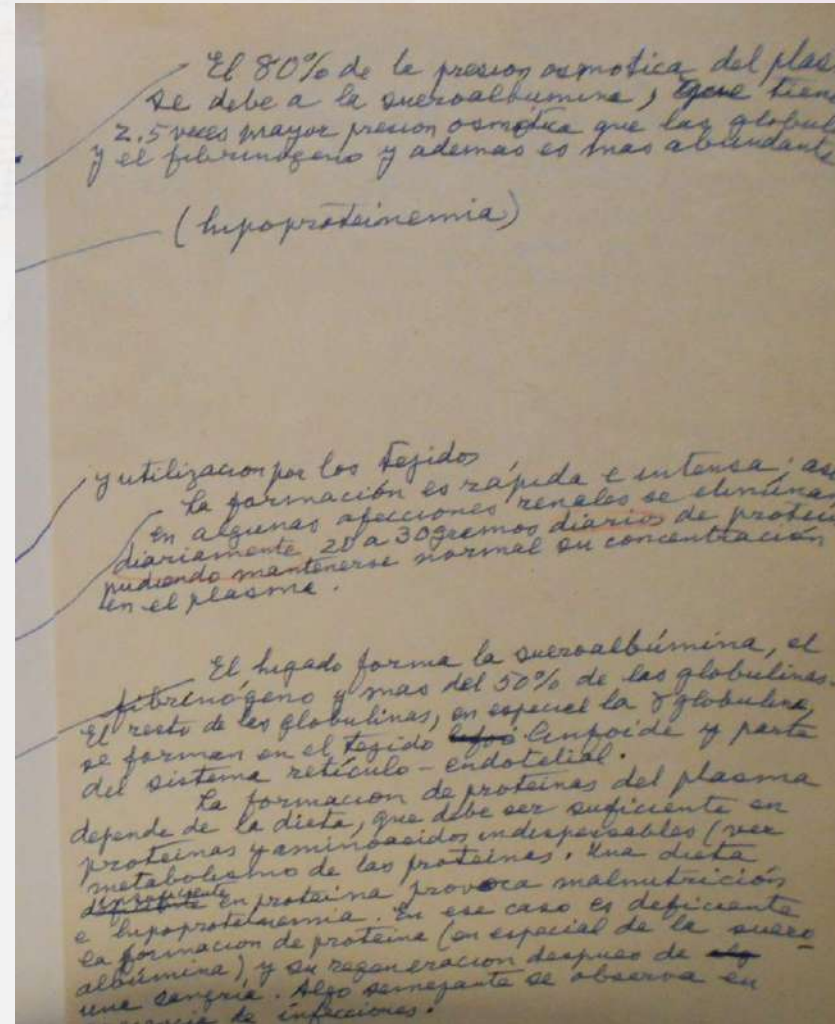 El 80% de la presion osmotica del plas
se debe a la sueroalbumina, que tien
2.5 veces mayor presion osmotica que las globul
y el fibrinogeno y ademas es mas abundant
(hipoproteinemia)
y utilizacion por los tejidos
La formación es rápida e intensa; as
en algunas afecciones renales se eliminan
diariamente 20 a 30 gramos diarios de protei
pudiendo mantenerse normal su concentración
en el plasma.
El higado forma la sueroalbúmina, el
fibrinógeno y mas del 50% de las globulinas.
El resto de las globulinas, en especial la γ globulina,
se forman en el tejido linfoide y parte
del sistema retículo-endotelial.
La formacion de proteinas del plasma
depende de la dieta, que debe ser suficiente en
proteinas y aminoacidos indispensables (ver
metabolismo de las proteinas. Una dieta
en proteina provoca malnutrición
e hipoproteinemia. En ese caso es deficiente
la formacion de proteina (en especial de la suero
albúmina) y su regeneracion despues de
una sangría. Algo semejante se observa en
de infecciones.